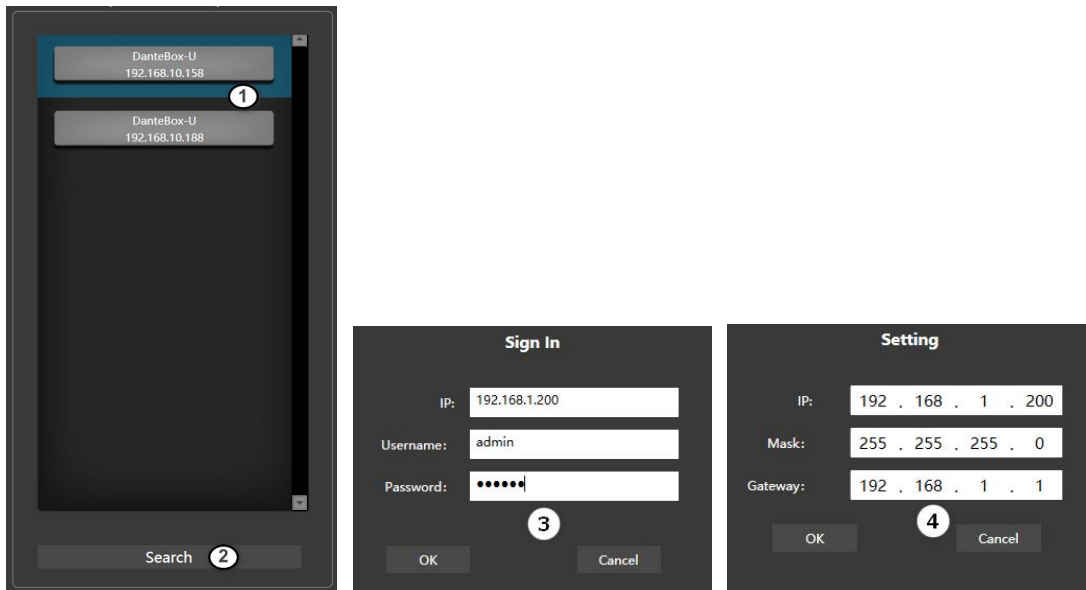 DanteBox-U
192.168.10.158
1
DanteBox-U
192.168.10.188
Search 2
Sign In
IP: 192.168.1.200
Username: admin
Password: ●●●●●●
3
OK Cancel
Setting
IP: 192 . 168 . 1 . 200
Mask: 255 . 255 . 255 . 0
Gateway: 192 . 168 . 1 . 1
4
OK Cancel